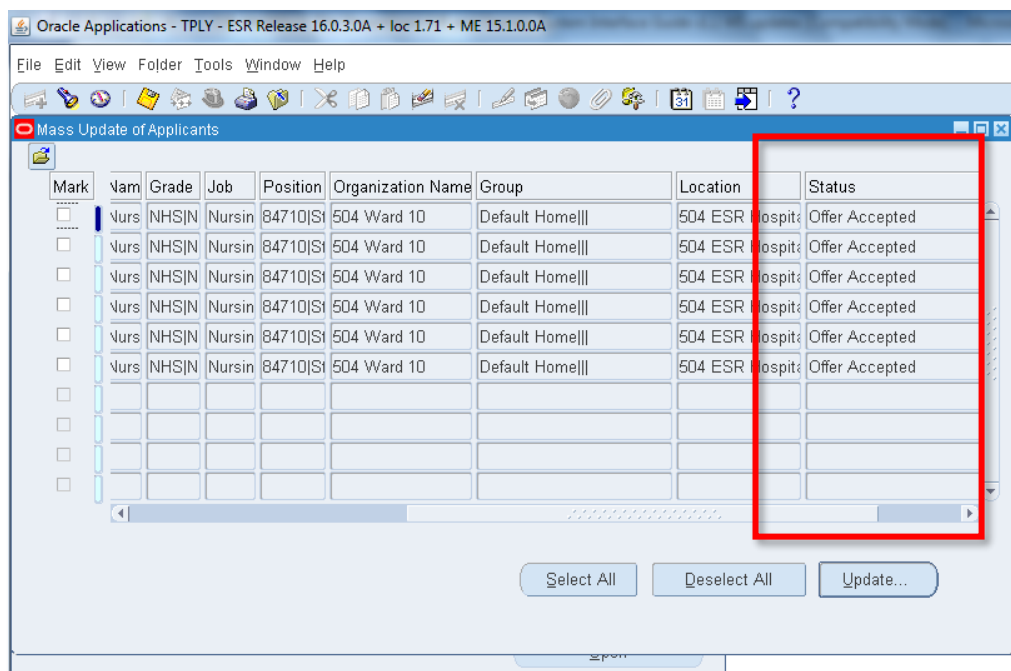 Oracle Applications - TPLY - ESR Release 16.0.3.0A + loc 1.71 + ME 15.1.0.0A
File Edit View Folder Tools Window Help
31 ?
Mass Update of Applicants
Mark Nam Grade Job Position Organization Name Group Location Status
Nurs NHS|N Nursin 84710|St 504 Ward 10 Default Home||| 504 ESR Hospita Offer Accepted
Nurs NHS|N Nursin 84710|St 504 Ward 10 Default Home||| 504 ESR Hospita Offer Accepted
Nurs NHS|N Nursin 84710|St 504 Ward 10 Default Home||| 504 ESR Hospita Offer Accepted
Nurs NHS|N Nursin 84710|St 504 Ward 10 Default Home||| 504 ESR Hospita Offer Accepted
Nurs NHS|N Nursin 84710|St 504 Ward 10 Default Home||| 504 ESR Hospita Offer Accepted
Nurs NHS|N Nursin 84710|St 504 Ward 10 Default Home||| 504 ESR Hospita Offer Accepted
Select All Deselect All Update...